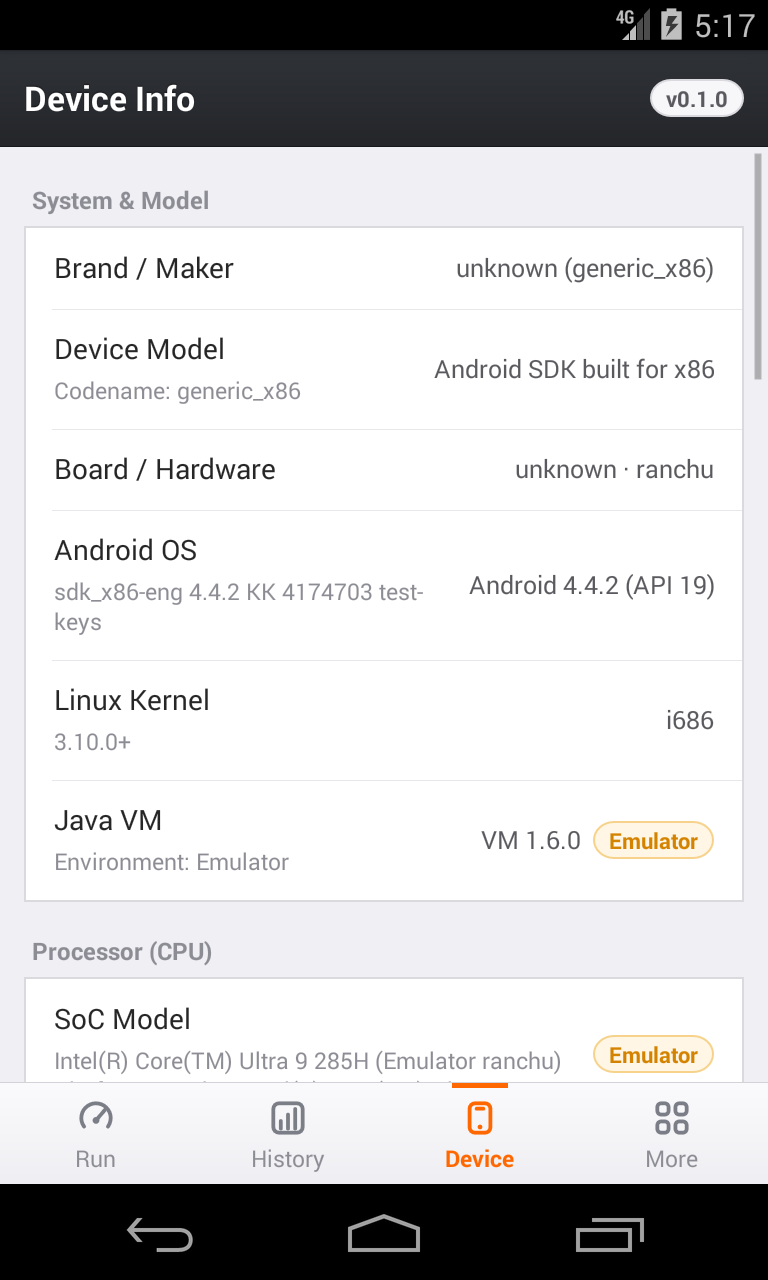 4G 5:17
Device Info v0.1.0
System & Model
Brand / Maker unknown (generic_x86)
Device Model
Codename: generic_x86
Android SDK built for x86
Board / Hardware unknown · ranchu
Android OS
sdk_x86-eng 4.4.2 KK 4174703 test-
keys
Android 4.4.2 (API 19)
Linux Kernel
3.10.0+
i686
Java VM
Environment: Emulator
VM 1.6.0 Emulator
Processor (CPU)
SoC Model
Intel(R) Core(TM) Ultra 9 285H (Emulator ranchu)
Emulator
Run History Device More